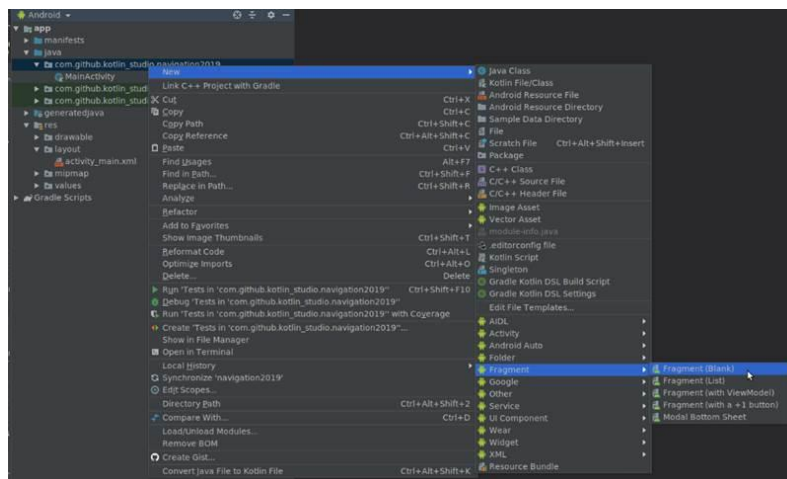 Android
app
manifests
java
com.github.kotlin_studio.navigation2019
MainActivity
com.github.kotlin_studi
com.github.kotlin_studi
generatedJava
res
drawable
layout
activity_main.xml
mipmap
values
Gradle Scripts
New
Link C++ Project with Gradle
Cut Ctrl+X
Copy Ctrl+C
Copy Path Ctrl+Shift+C
Copy Reference Ctrl+Alt+Shift+C
Paste Ctrl+V
Find Usages Alt+F7
Find in Path... Ctrl+Shift+F
Replace in Path... Ctrl+Shift+R
Analyze
Refactor
Add to Favorites
Show Image Thumbnails Ctrl+Shift+T
Reformat Code Ctrl+Alt+L
Optimize Imports Ctrl+Alt+O
Delete... Delete
Run 'Tests in 'com.github.kotlin_studio.navigation2019'' Ctrl+Shift+F10
Debug 'Tests in 'com.github.kotlin_studio.navigation2019''
Run 'Tests in 'com.github.kotlin_studio.navigation2019'' with Coverage
Create 'Tests in 'com.github.kotlin_studio.navigation2019''...
Show in File Manager
Open in Terminal
Local History
Synchronize 'navigation2019'
Edit Scopes...
Directory Path Ctrl+Alt+Shift+2
Compare With... Ctrl+D
Load/Unload Modules...
Remove BOM
Create Gist...
Convert Java File to Kotlin File Ctrl+Alt+Shift+K
Java Class
Kotlin File/Class
Android Resource File
Android Resource Directory
Sample Data Directory
File
Scratch File Ctrl+Alt+Shift+Insert
Package
C++ Class
C/C++ Source File
C/C++ Header File
Image Asset
Vector Asset
module-info.java
.editorconfig file
Kotlin Script
Singleton
Gradle Kotlin DSL Build Script
Gradle Kotlin DSL Settings
Edit File Templates...
AIDL
Activity
Android Auto
Folder
Fragment
Google
Other
Service
UI Component
Wear
Widget
XML
Resource Bundle
Fragment (Blank)
Fragment (List)
Fragment (with ViewModel)
Fragment (with a +1 button)
Modal Bottom Sheet